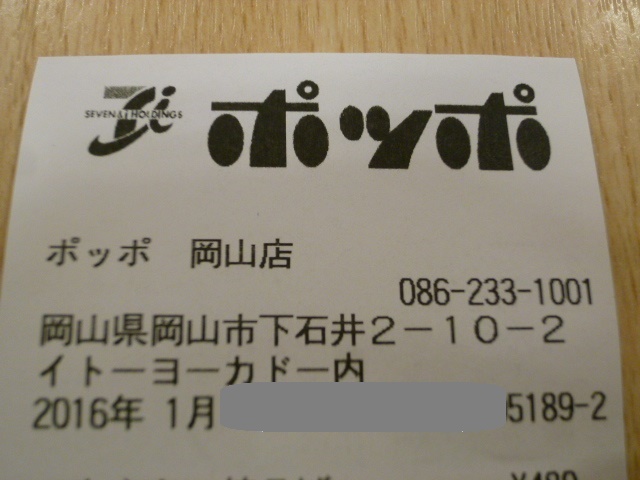 SEVEN&i HOLDINGS
ポッポ
ポッポ 岡山店
086-233-1001
岡山県岡山市下石井2-10-2
イトーヨーカドー内
2016年 1月 5189-2
¥480